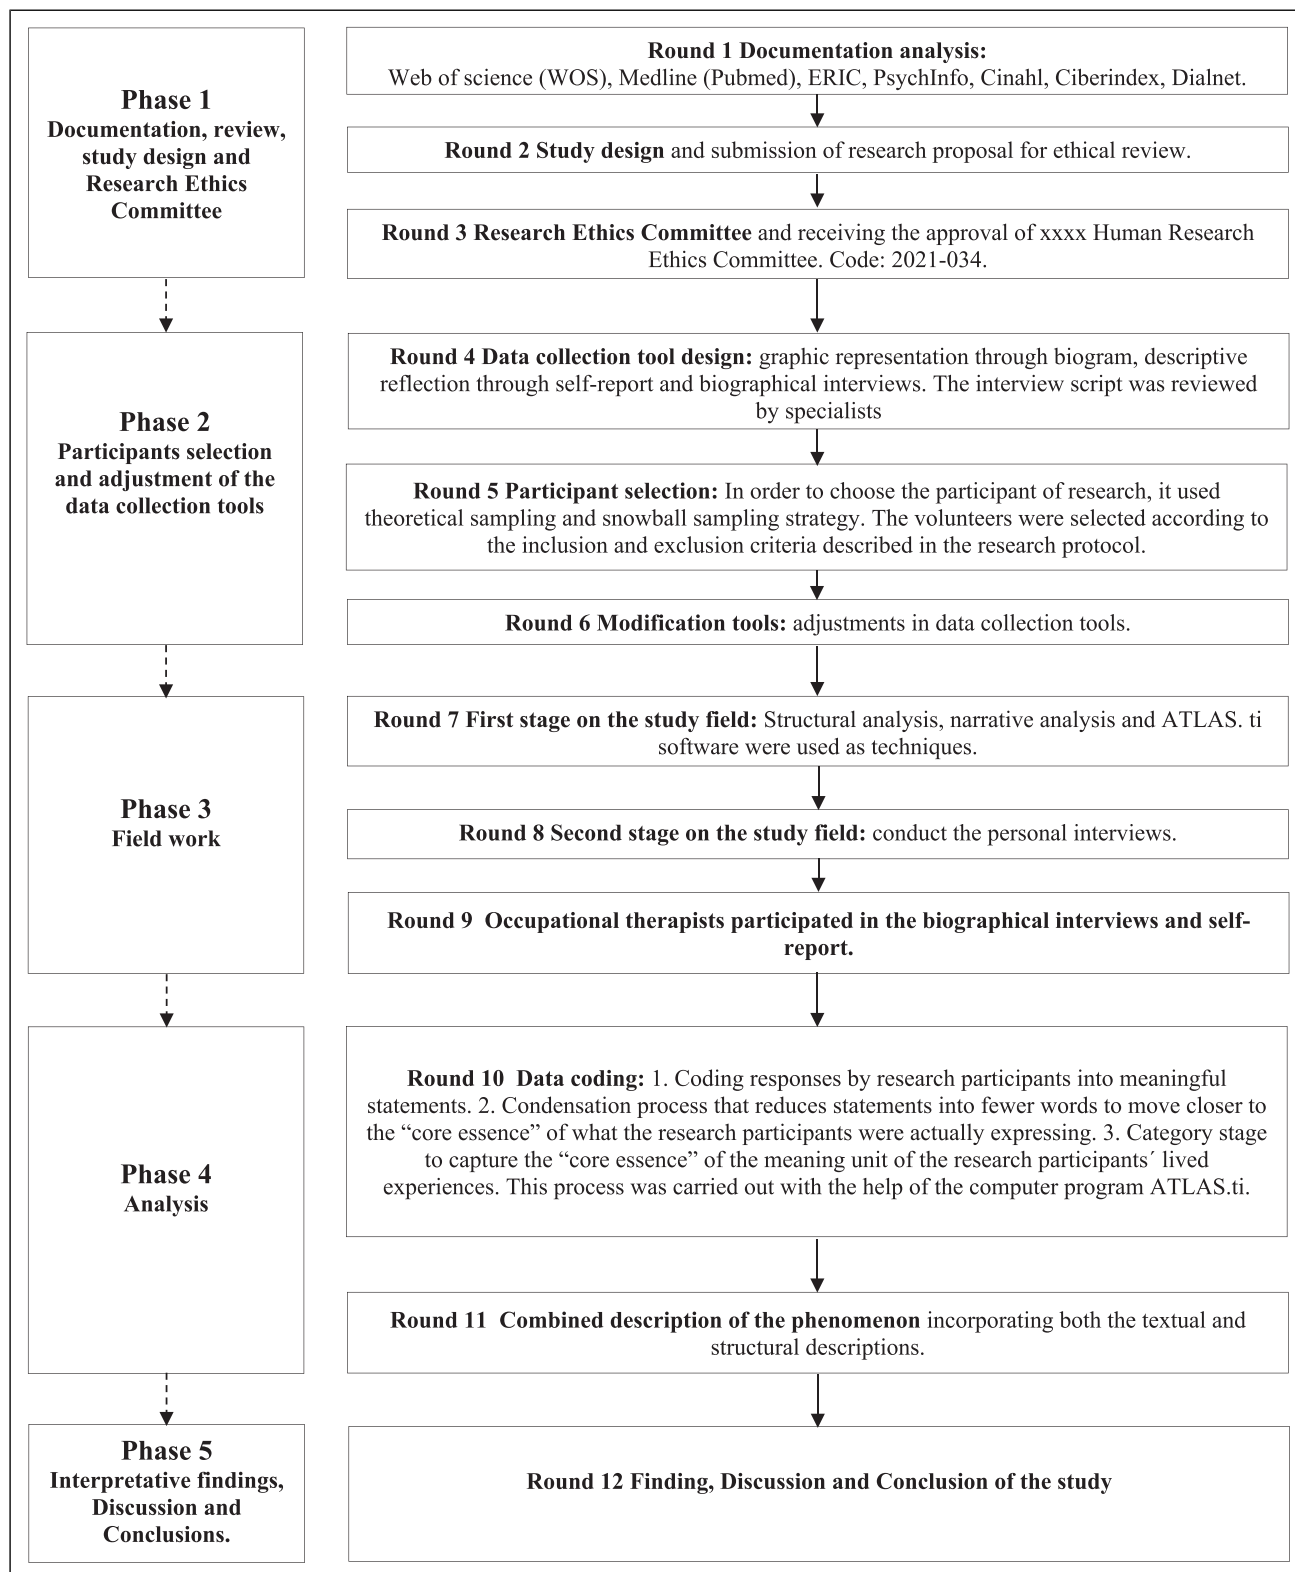 Phase 1
Documentation, review,
study design and
Research Ethics
Committee
Round 1 Documentation analysis:
Web of science (WOS), Medline (Pubmed), ERIC, PsychInfo, Cinahl, Ciberindex, Dialnet.
Round 2 Study design and submission of research proposal for ethical review.
Round 3 Research Ethics Committee and receiving the approval of xxxx Human Research
Ethics Committee. Code: 2021-034.
Phase 2
Participants selection
and adjustment of the
data collection tools
Round 4 Data collection tool design: graphic representation through biogram, descriptive
reflection through self-report and biographical interviews. The interview script was reviewed
by specialists
Round 5 Participant selection: In order to choose the participant of research, it used
theoretical sampling and snowball sampling strategy. The volunteers were selected according to
the inclusion and exclusion criteria described in the research protocol.
Round 6 Modification tools: adjustments in data collection tools.
Phase 3
Field work
Round 7 First stage on the study field: Structural analysis, narrative analysis and ATLAS. ti
software were used as techniques.
Round 8 Second stage on the study field: conduct the personal interviews.
Round 9 Occupational therapists participated in the biographical interviews and self-
report.
Phase 4
Analysis
Round 10 Data coding: 1. Coding responses by research participants into meaningful
statements. 2. Condensation process that reduces statements into fewer words to move closer to
the “core essence” of what the research participants were actually expressing. 3. Category stage
to capture the “core essence” of the meaning unit of the research participants´ lived
experiences. This process was carried out with the help of the computer program ATLAS.ti.
Round 11 Combined description of the phenomenon incorporating both the textual and
structural descriptions.
Phase 5
Interpretative findings,
Discussion and
Conclusions.
Round 12 Finding, Discussion and Conclusion of the study